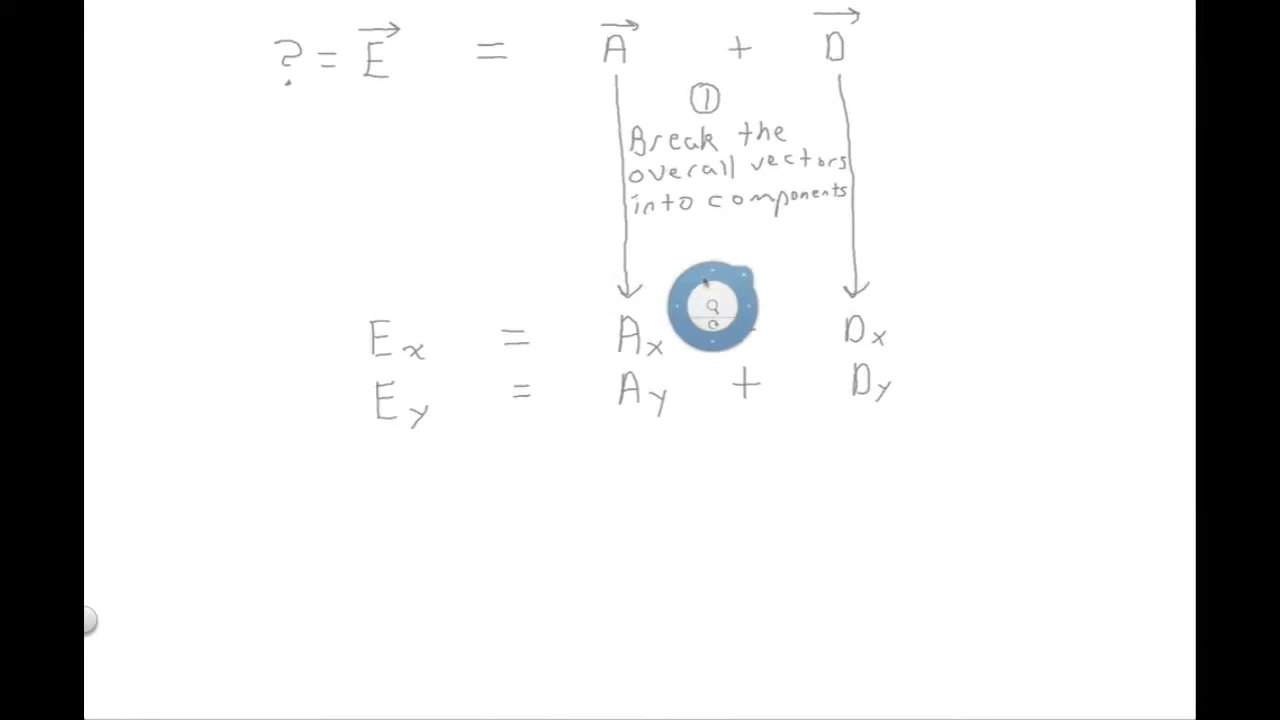 ? = E = A + D
①
Break the
overall vectors
into components
Ex = Ax Dx
Ey = Ay + Dy